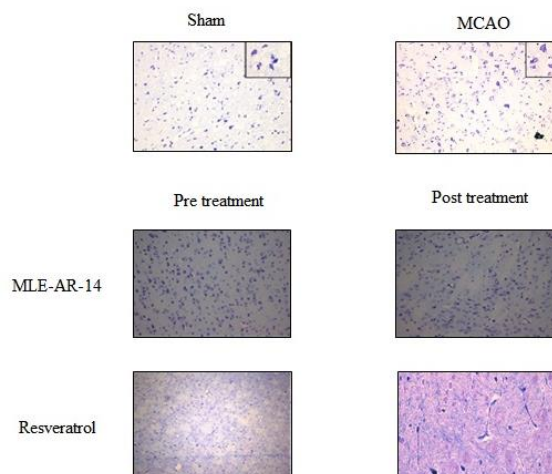 Sham
MCAO
Pre treatment
Post treatment
MLE-AR-14
Resveratrol